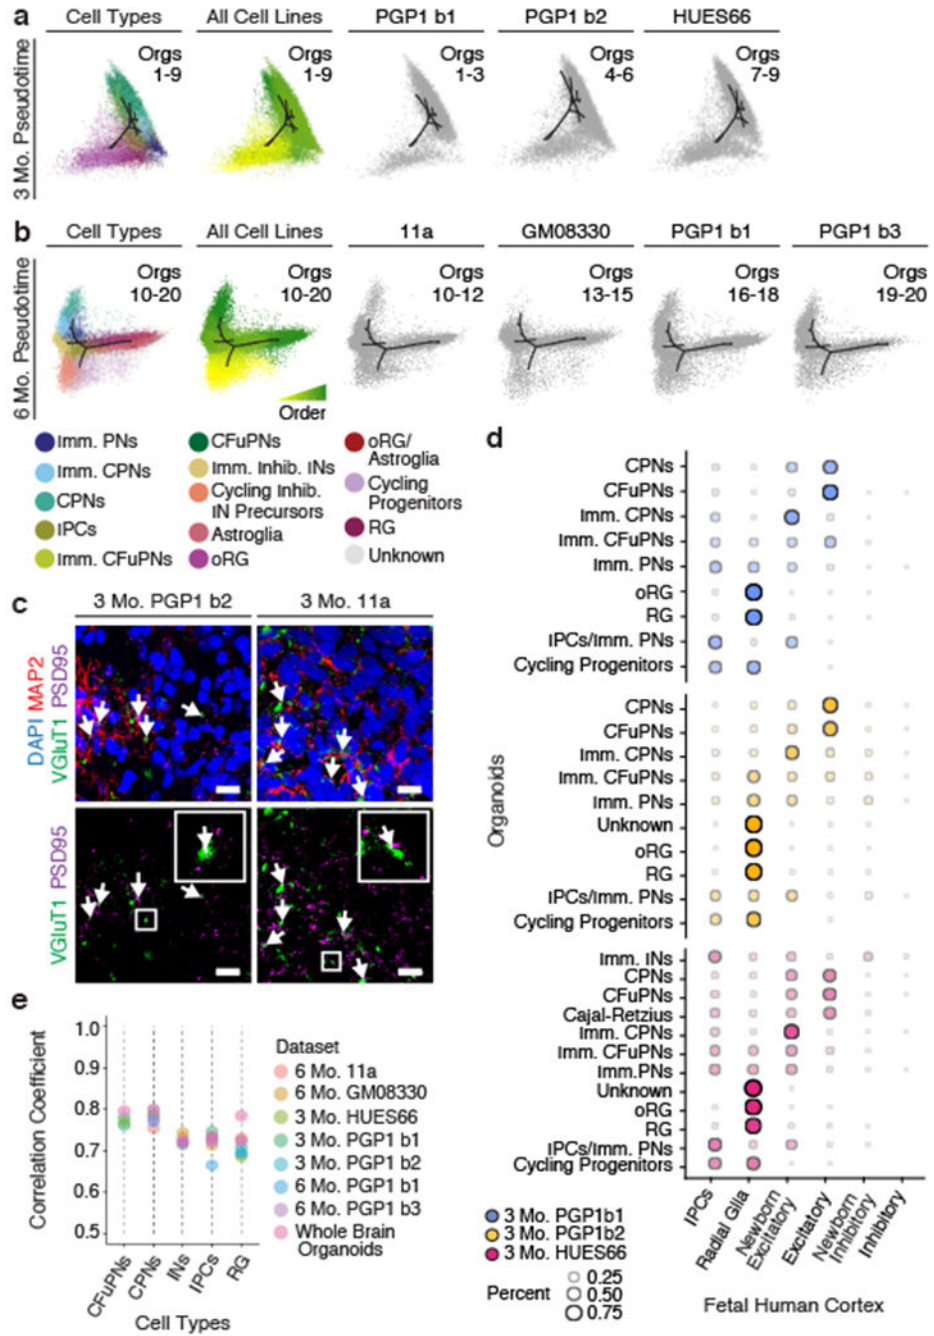 a
Cell Types
All Cell Lines
PGP1 b1
PGP1 b2
HUES66
3 Mo. Pseudotime
Orgs
1-9
Orgs
1-9
Orgs
1-3
Orgs
4-6
Orgs
7-9
b
Cell Types
All Cell Lines
11a
GM08330
PGP1 b1
PGP1 b3
6 Mo. Pseudotime
Orgs
10-20
Orgs
10-20
Orgs
10-12
Orgs
13-15
Orgs
16-18
Orgs
19-20
Order
Imm. PNs
Imm. CPNs
CPNs
IPCs
Imm. CFuPNs
CFuPNs
Imm. Inhib. INs
Cycling Inhib.
IN Precursors
Astroglia
oRG
oRG/
Astroglia
Cycling
Progenitors
RG
Unknown
c
3 Mo. PGP1 b2
3 Mo. 11a
DAPI MAP2
VGluT1 PSD95
VGluT1 PSD95
d
Organoids
CPNs
CFuPNs
Imm. CPNs
Imm. CFuPNs
Imm. PNs
oRG
RG
IPCs/Imm. PNs
Cycling Progenitors
CPNs
CFuPNs
Imm. CPNs
Imm. CFuPNs
Imm. PNs
Unknown
oRG
RG
IPCs/Imm. PNs
Cycling Progenitors
Imm. INs
CPNs
CFuPNs
Cajal-Retzius
Imm. CPNs
Imm. CFuPNs
Imm.PNs
Unknown
oRG
RG
IPCs/Imm. PNs
Cycling Progenitors
IPCs
Radial Glia
Newborn
Excitatory
Excitatory
Newborn
Inhibitory
Inhibitory
Fetal Human Cortex
3 Mo. PGP1b1
3 Mo. PGP1b2
3 Mo. HUES66
Percent
0.25
0.50
0.75
e
Correlation Coefficient
1.0
0.9
0.8
0.7
0.6
0.5
CFuPNs
CPNs
INs
IPCs
RG
Cell Types
Dataset
6 Mo. 11a
6 Mo. GM08330
3 Mo. HUES66
3 Mo. PGP1 b1
3 Mo. PGP1 b2
6 Mo. PGP1 b1
6 Mo. PGP1 b3
Whole Brain
Organoids